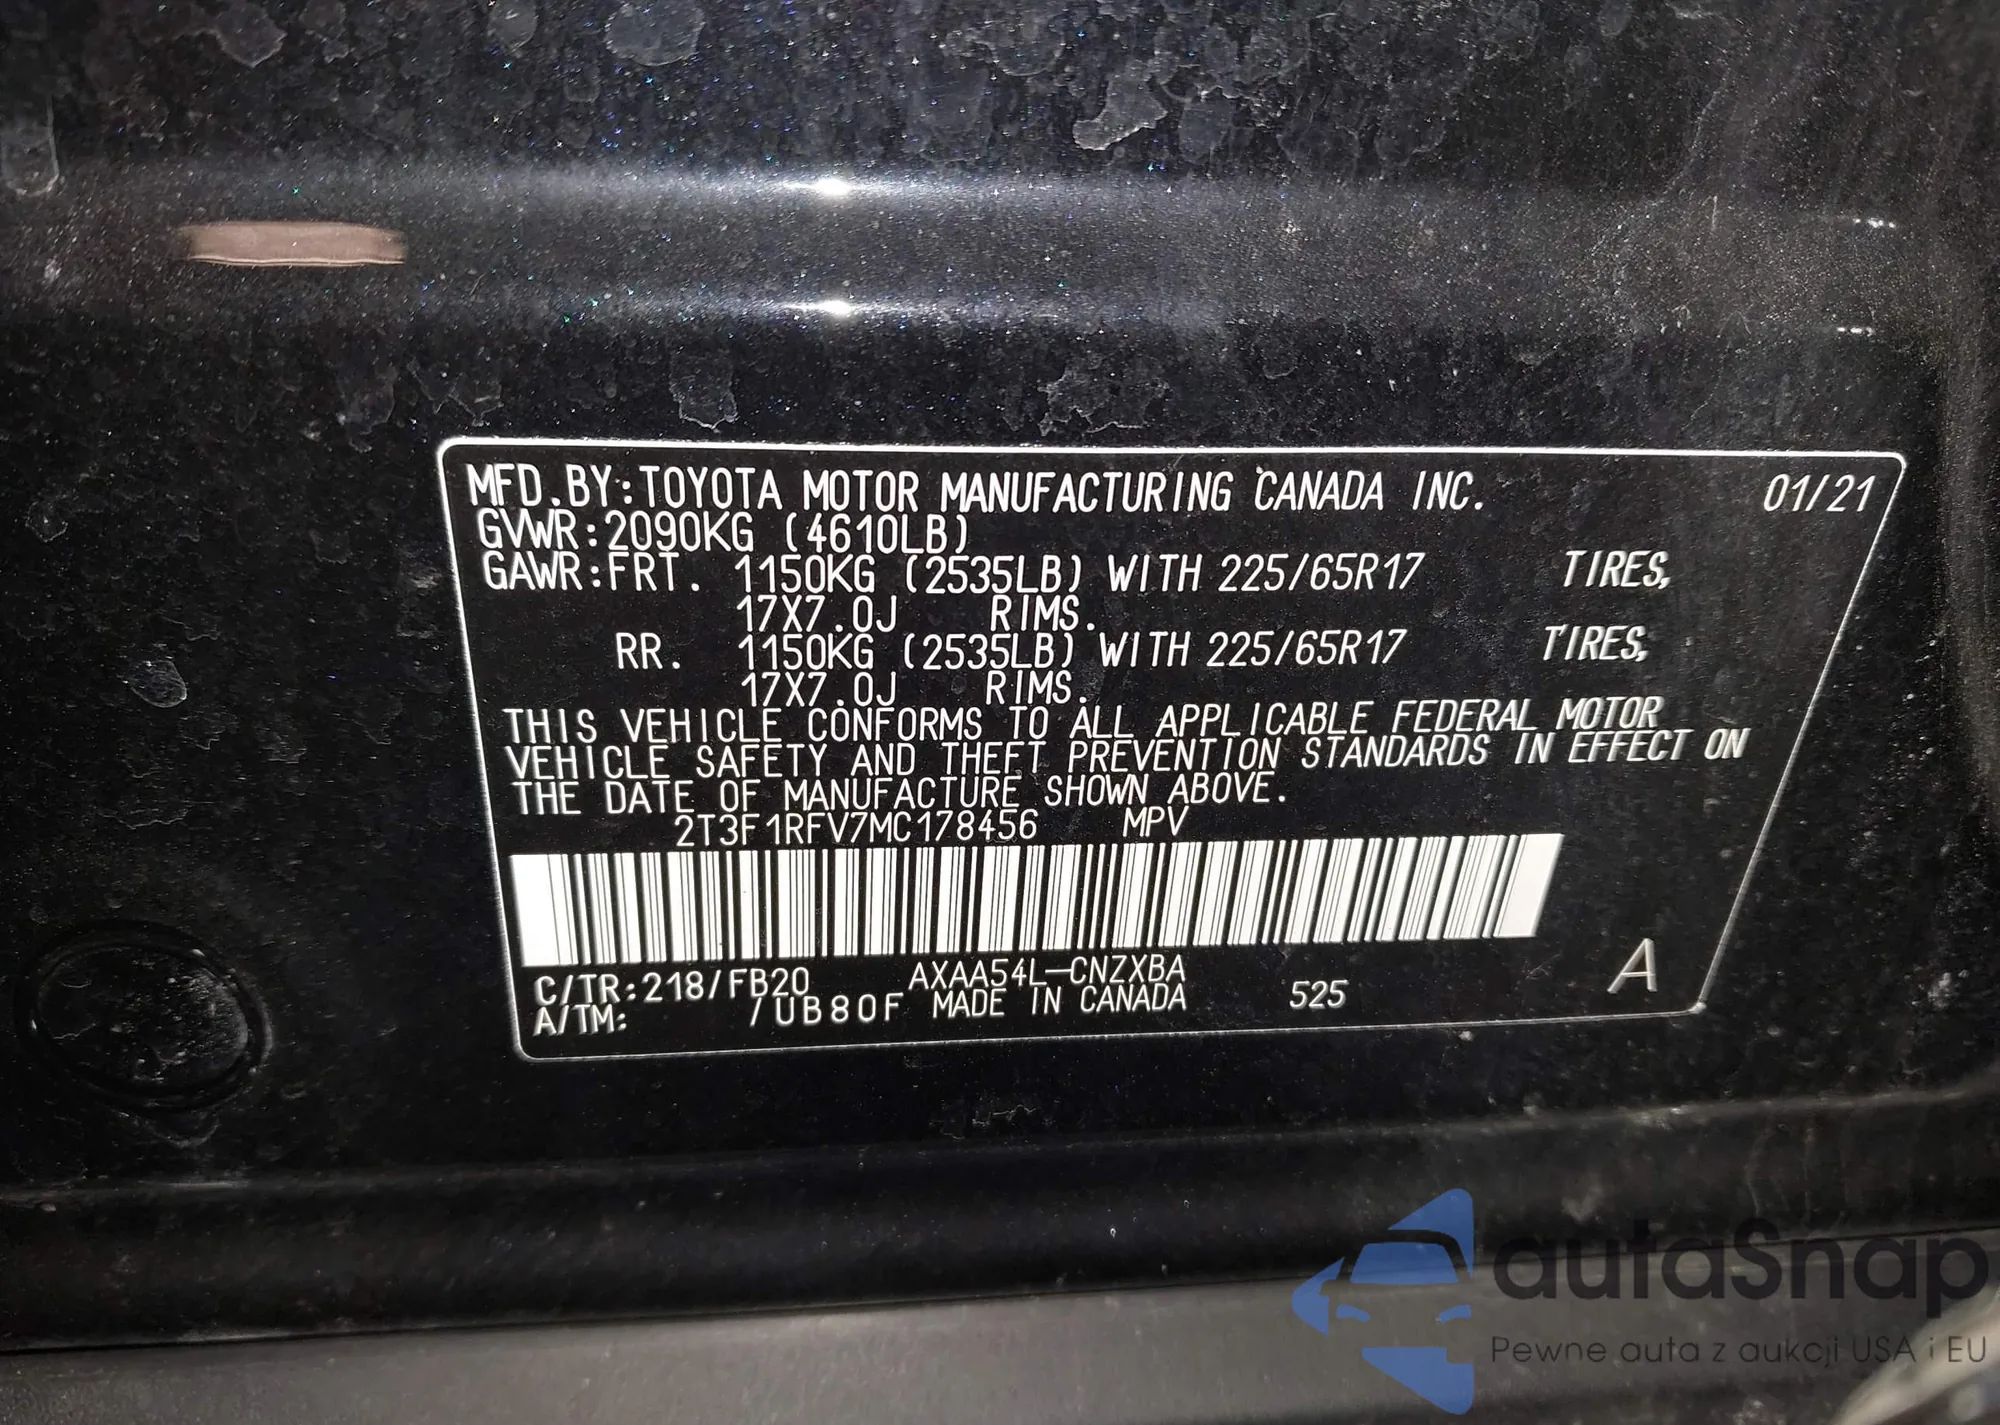 MFD.BY:TOYOTA MOTOR MANUFACTURING CANADA INC. 01/21
GVWR:2090KG (4610LB)
GAWR:FRT. 1150KG (2535LB) WITH 225/65R17 TIRES,
17X7.0J RIMS.
RR. 1150KG (2535LB) WITH 225/65R17 TIRES,
17X7.0J RIMS.
THIS VEHICLE CONFORMS TO ALL APPLICABLE FEDERAL MOTOR
VEHICLE SAFETY AND THEFT PREVENTION STANDARDS IN EFFECT ON
THE DATE OF MANUFACTURE SHOWN ABOVE.
2T3F1RFV7MC178456 MPV
C/TR:218/FB20 AXAA54L-CNZXBA
A/TM: /UB80F MADE IN CANADA 525 A
autaSnap
Pewne auta z aukcji USA i EU